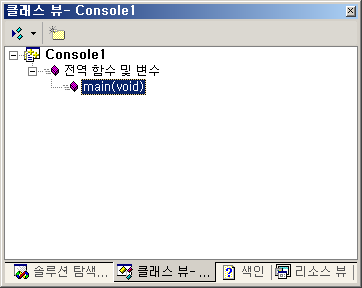 클래스 뷰- Console1
Console1
전역 함수 및 변수
main(void)
솔루션 탐색... 클래스 뷰- ... 색인 리소스 뷰